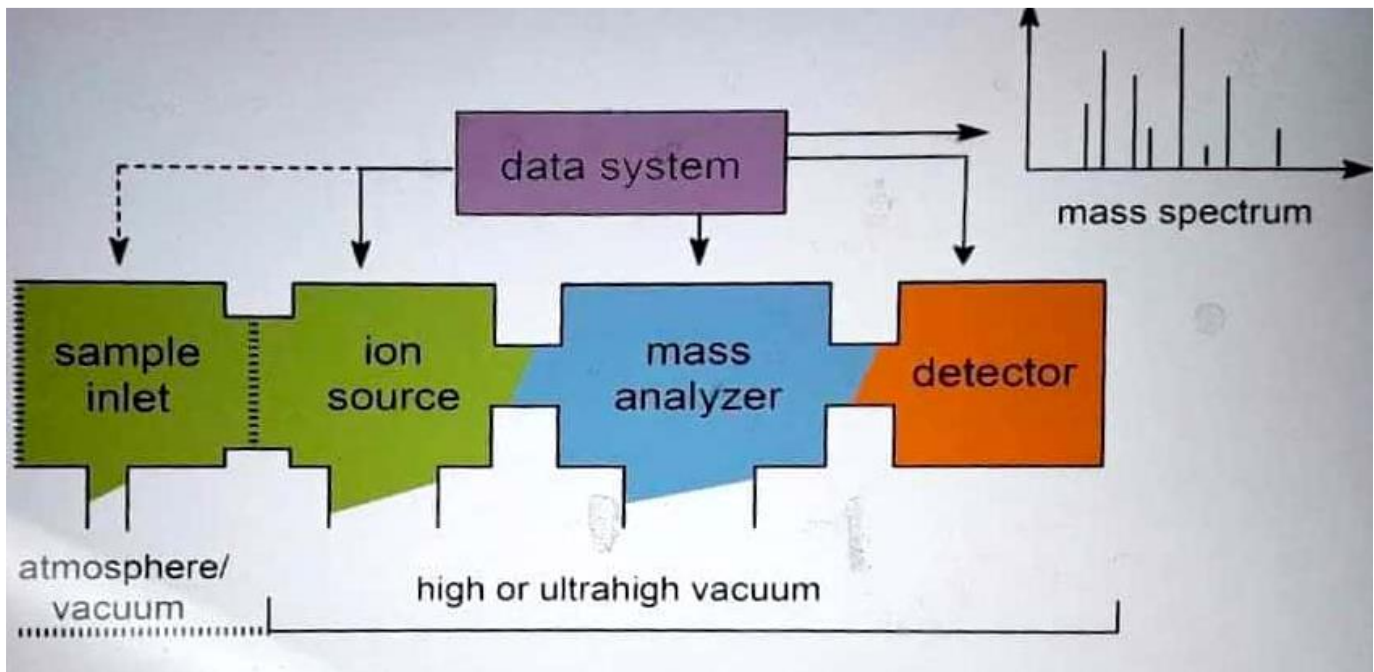 data system
mass spectrum
sample
inlet
ion
source
mass
analyzer
detector
atmosphere/
vacuum
high or ultrahigh vacuum